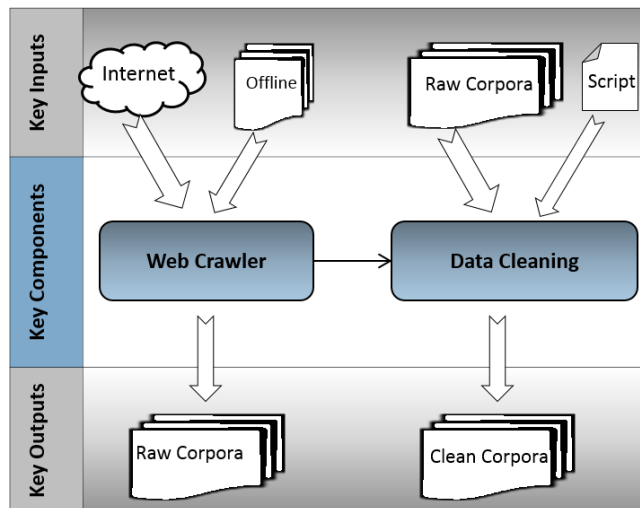 Key Inputs
Internet
Offline
Raw Corpora
Script
Key Components
Web Crawler
Data Cleaning
Key Outputs
Raw Corpora
Clean Corpora